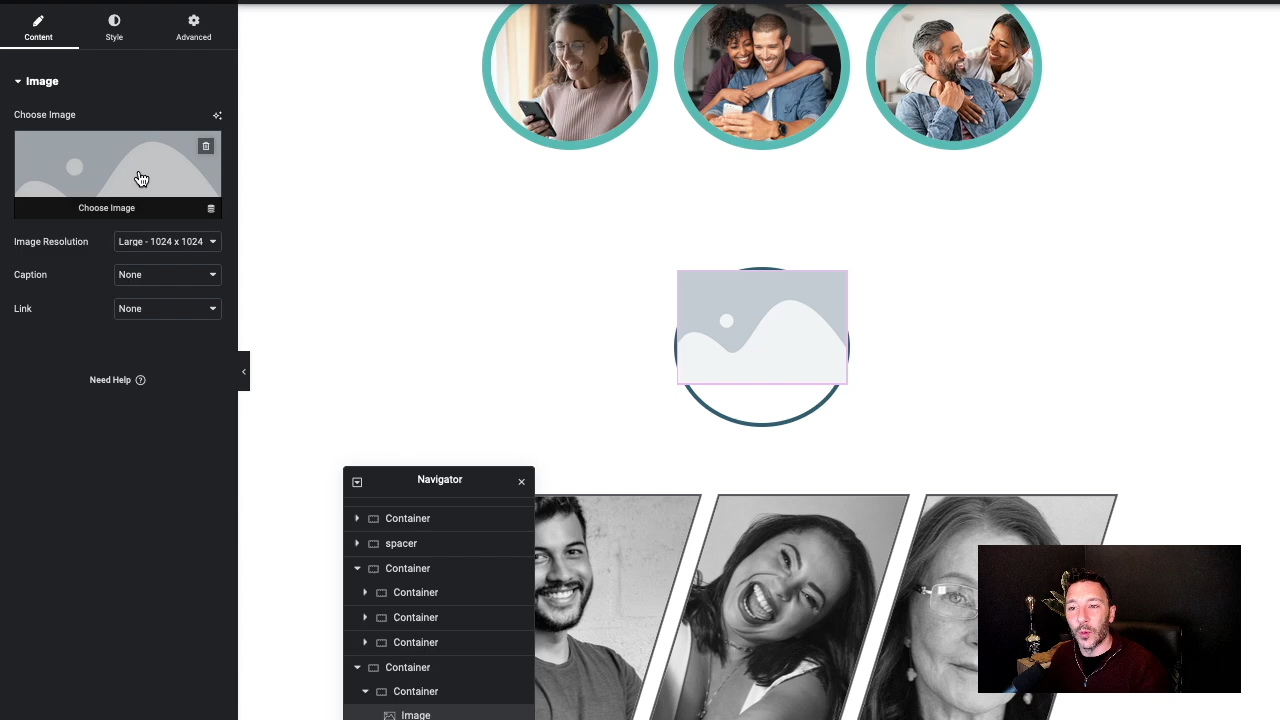 Content
Style
Advanced
Image
Choose Image
Choose Image
Image Resolution
Large - 1024 x 1024
Caption
None
Link
None
Need Help
Navigator
Container
spacer
Container
Container
Container
Container
Container
Container
Image